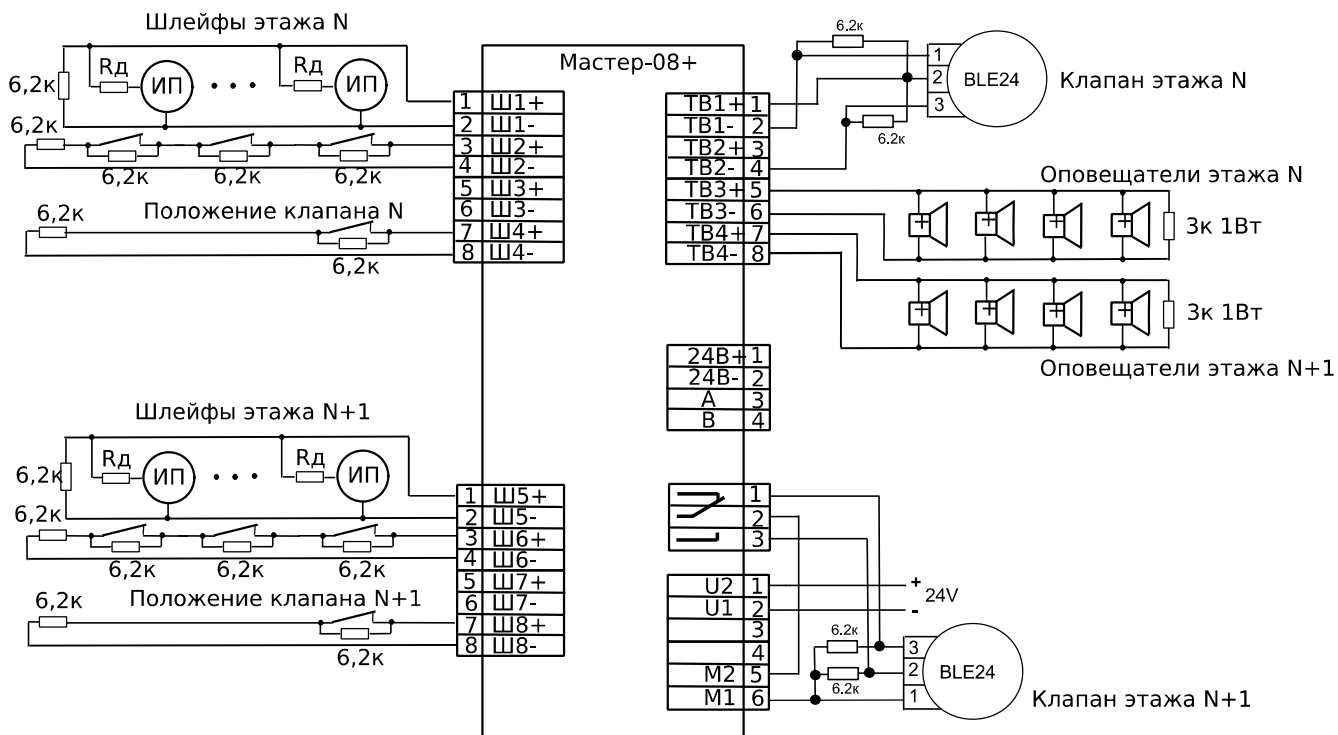 Шлейфы этажа N
6,2к
Rд
ИП
Rд
ИП
6,2к
6,2к
6,2к
6,2к
6,2к
Положение клапана N
6,2к
Мастер-08+
1 Ш1+
2 Ш1-
3 Ш2+
4 Ш2-
5 Ш3+
6 Ш3-
7 Ш4+
8 Ш4-
ТВ1+ 1
ТВ1- 2
ТВ2+ 3
ТВ2- 4
ТВ3+ 5
ТВ3- 6
ТВ4+ 7
ТВ4- 8
6.2к
6.2к
1
2
3
BLE24
Клапан этажа N
Оповещатели этажа N
3к 1Вт
3к 1Вт
Оповещатели этажа N+1
24В+ 1
24В- 2
А 3
В 4
Шлейфы этажа N+1
6,2к
Rд
ИП
Rд
ИП
6,2к
6,2к
6,2к
6,2к
6,2к
Положение клапана N+1
6,2к
1 Ш5+
2 Ш5-
3 Ш6+
4 Ш6-
5 Ш7+
6 Ш7-
7 Ш8+
8 Ш8-
1
2
3
U2 1
U1 2
3
4
М2 5
М1 6
+
24V
-
6.2к
6.2к
3
2
1
BLE24
Клапан этажа N+1